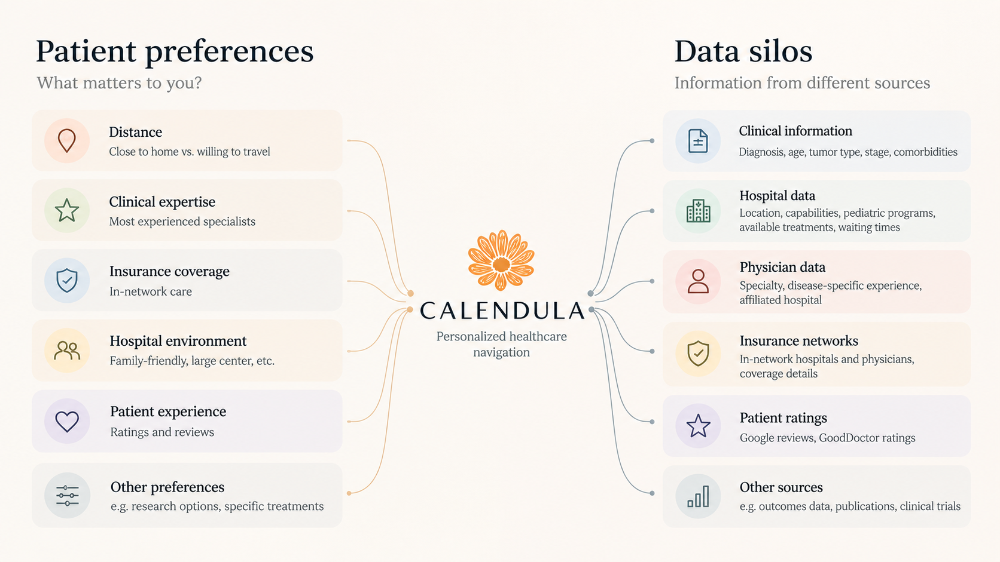 Patient preferences
What matters to you?
Distance
Close to home vs. willing to travel
Clinical expertise
Most experienced specialists
Insurance coverage
In-network care
Hospital environment
Family-friendly, large center, etc.
Patient experience
Ratings and reviews
Other preferences
e.g. research options, specific treatments
CALENDULA
Personalized healthcare
navigation
Data silos
Information from different sources
Clinical information
Diagnosis, age, tumor type, stage, comorbidities
Hospital data
Location, capabilities, pediatric programs,
available treatments, waiting times
Physician data
Specialty, disease-specific experience,
affiliated hospital
Insurance networks
In-network hospitals and physicians,
coverage details
Patient ratings
Google reviews, GoodDoctor ratings
Other sources
e.g. outcomes data, publications, clinical trials